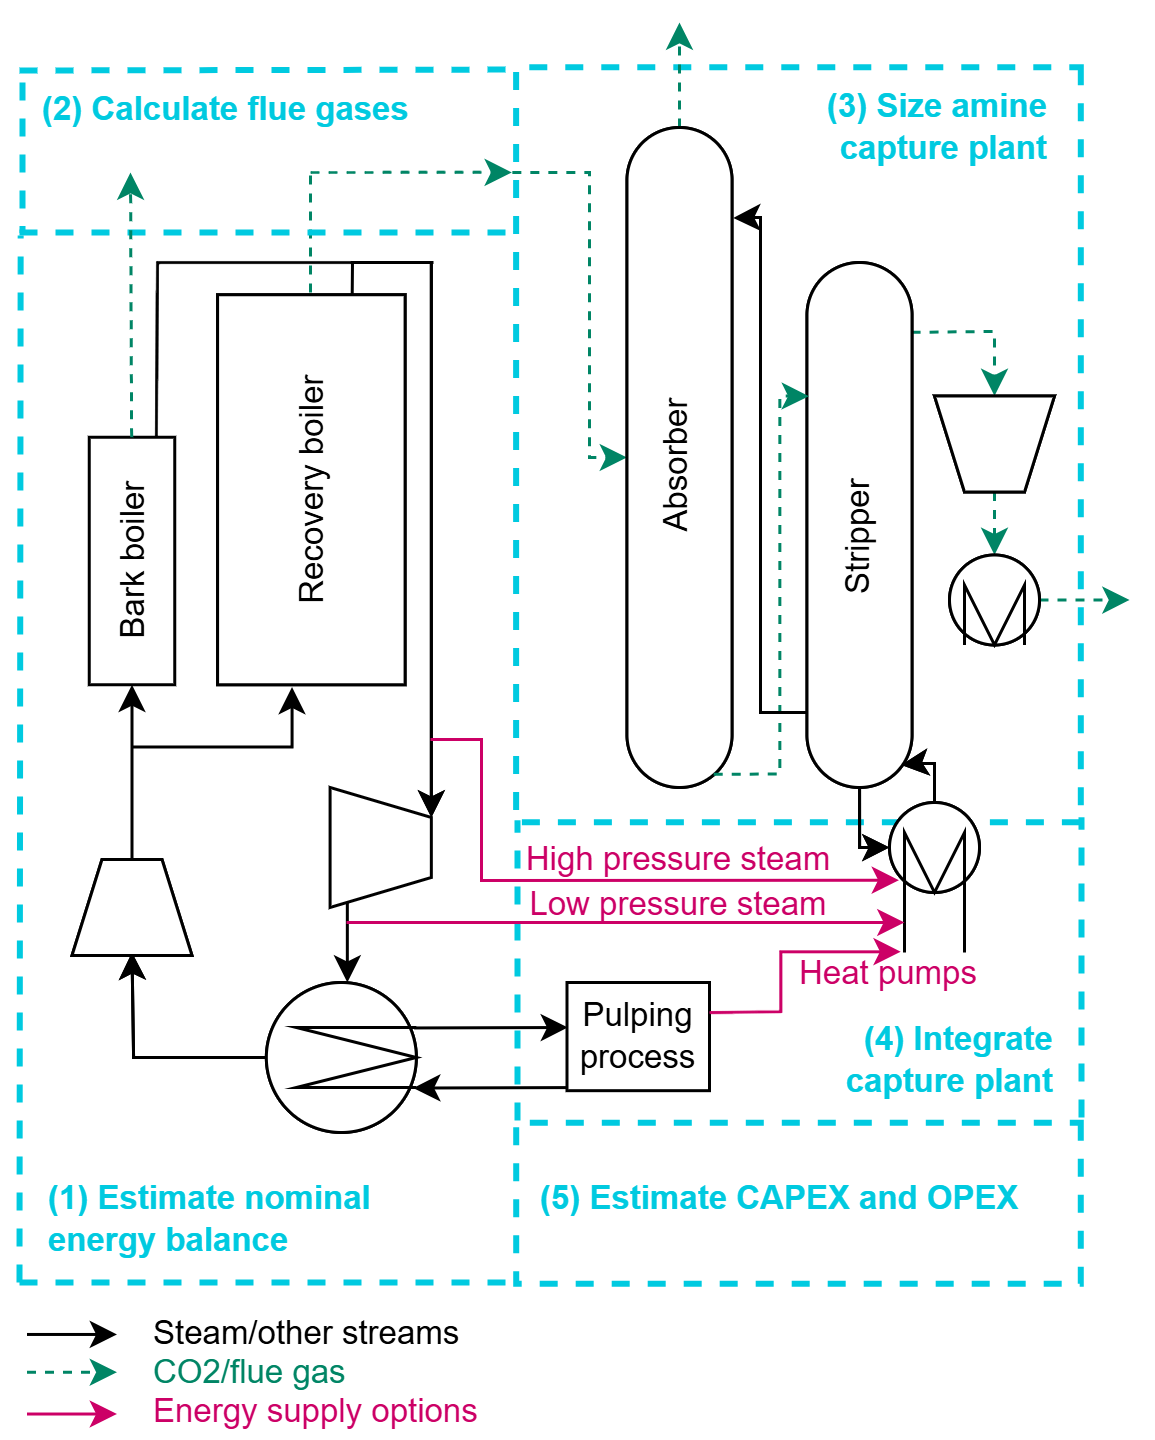 (2) Calculate flue gases
(3) Size amine
capture plant
Bark boiler
Recovery boiler
Absorber
Stripper
High pressure steam
Low pressure steam
Heat pumps
Pulping
process
(4) Integrate
capture plant
(1) Estimate nominal
energy balance
(5) Estimate CAPEX and OPEX
Steam/other streams
CO2/flue gas
Energy supply options